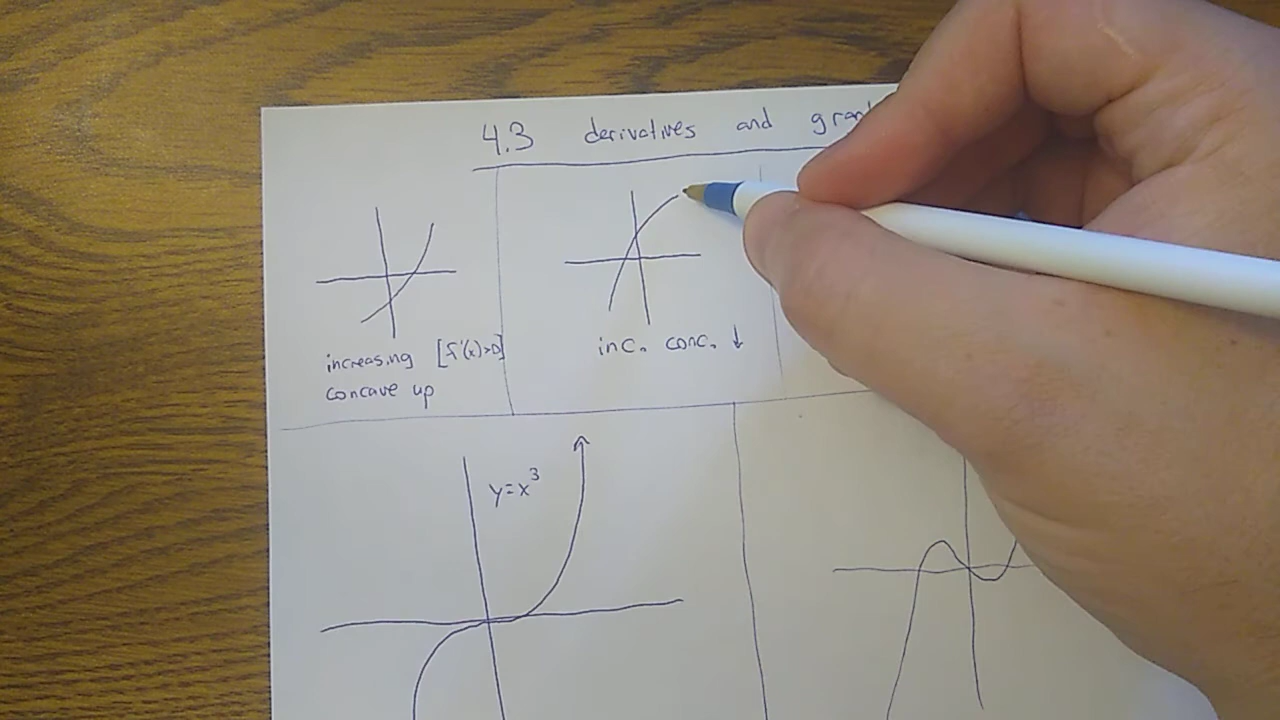 4.3 derivatives and
increasing [f'(x)>0]
concave up
inc. conc. ↓
y=x³